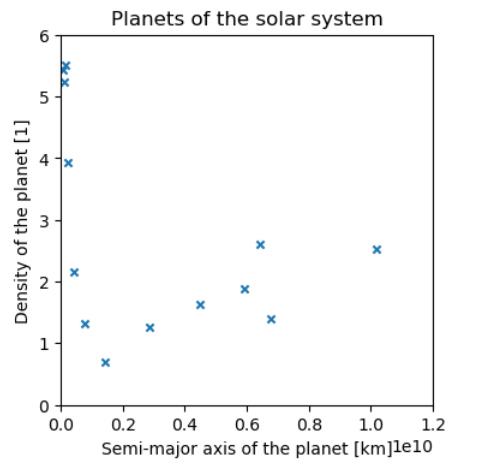 Planets of the solar system
Density of the planet [1]
6
5
4
3
2
1
0
0.0 0.2 0.4 0.6 0.8 1.0 1.2
1e10
Semi-major axis of the planet [km]